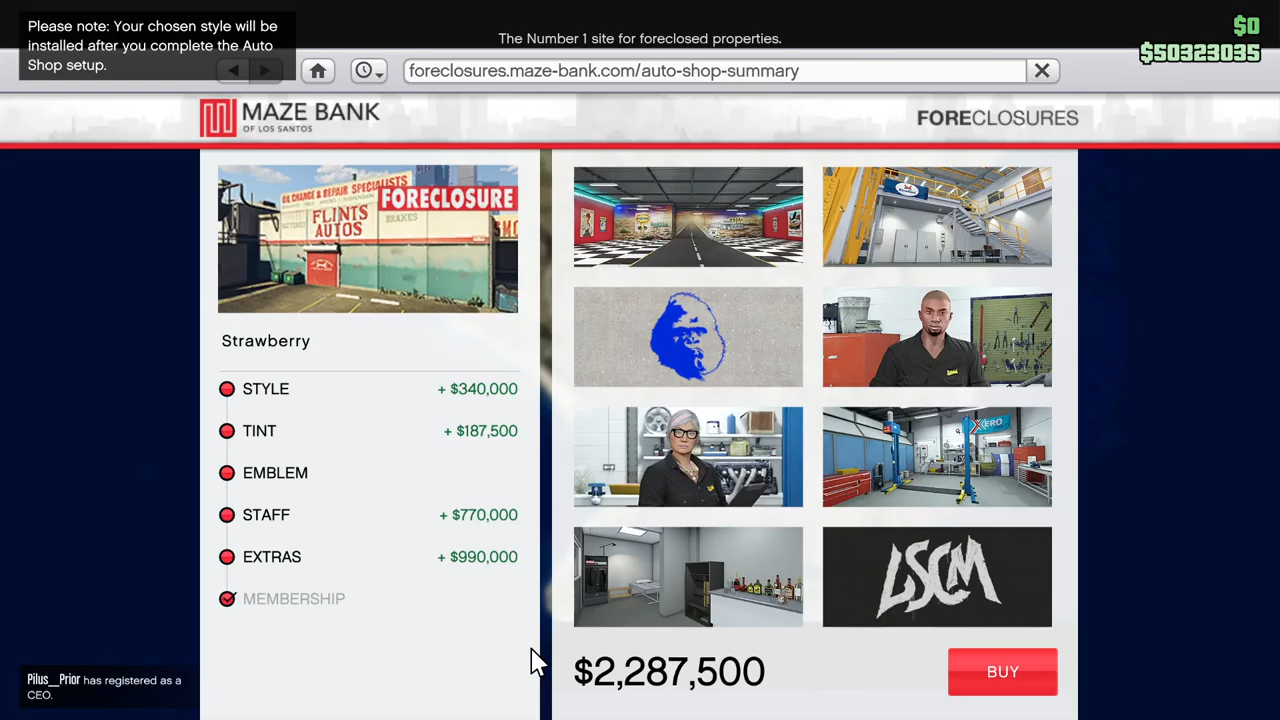 Please note: Your chosen style will be
installed after you complete the Auto
Shop setup.
The Number 1 site for foreclosed properties.
$0
$50323035
foreclosures.maze-bank.com/auto-shop-summary
MAZE BANK
OF LOS SANTOS
FORECLOSURES
OIL CHANGE & REPAIR SPECIALISTS
FORECLOSURE
FLINTS
AUTOS
BRAKES
Strawberry
STYLE + $340,000
TINT + $187,500
EMBLEM
STAFF + $770,000
EXTRAS + $990,000
MEMBERSHIP
XERO
LSCM
$2,287,500
BUY
Pilus__Prior has registered as a
CEO.